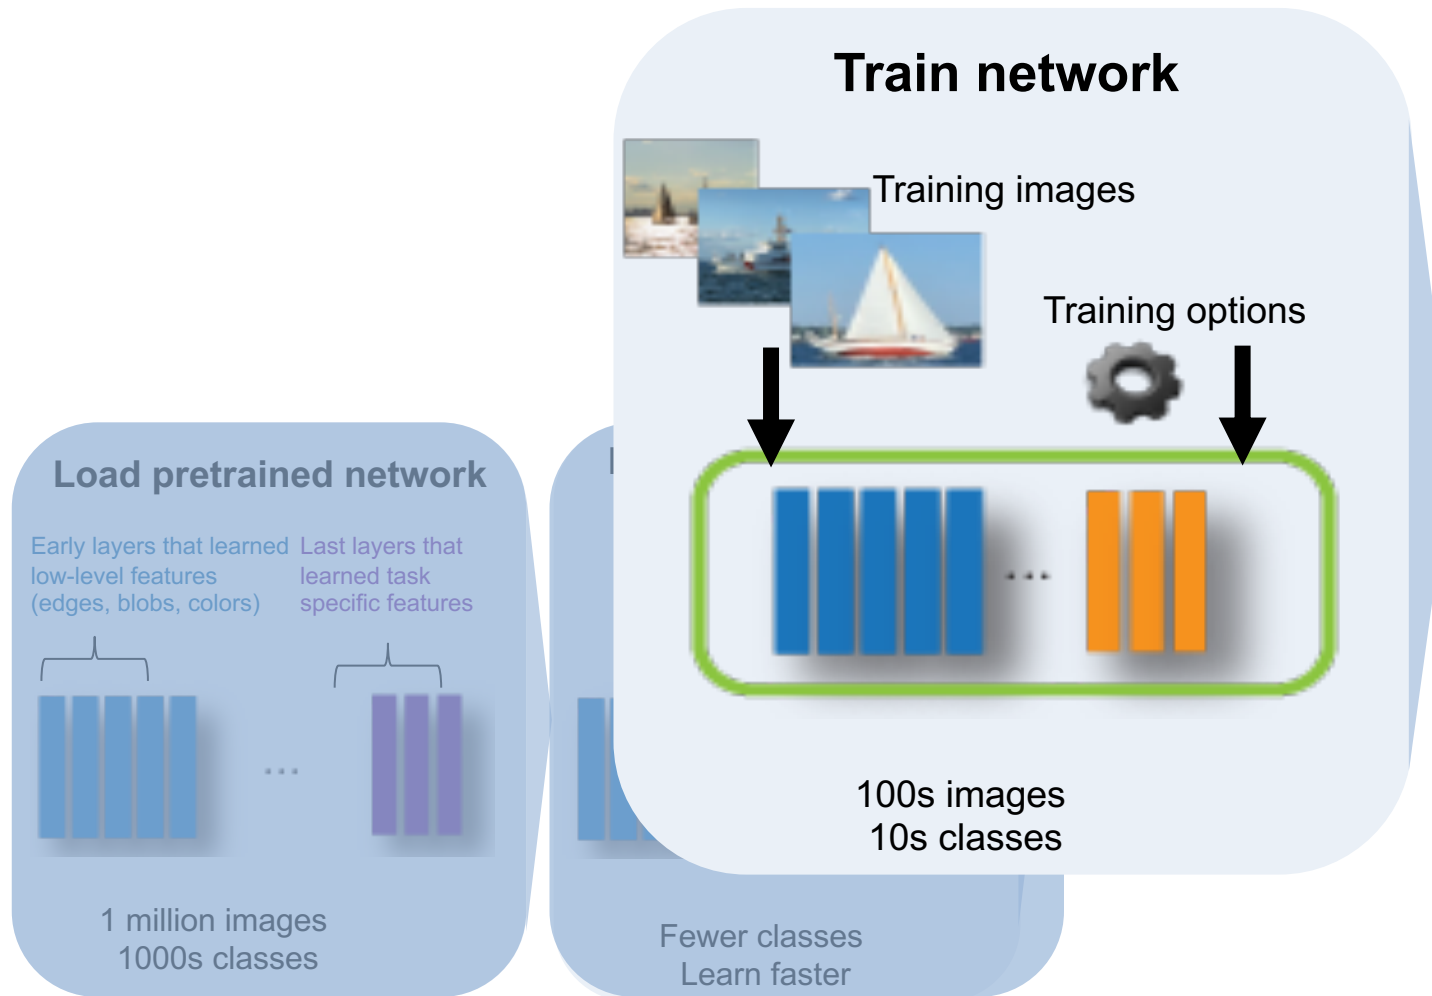 Train network
Training images
Training options
100s images
10s classes
Load pretrained network
Early layers that learned
low-level features
(edges, blobs, colors)
Last layers that
learned task
specific features
...
1 million images
1000s classes
Fewer classes
Learn faster